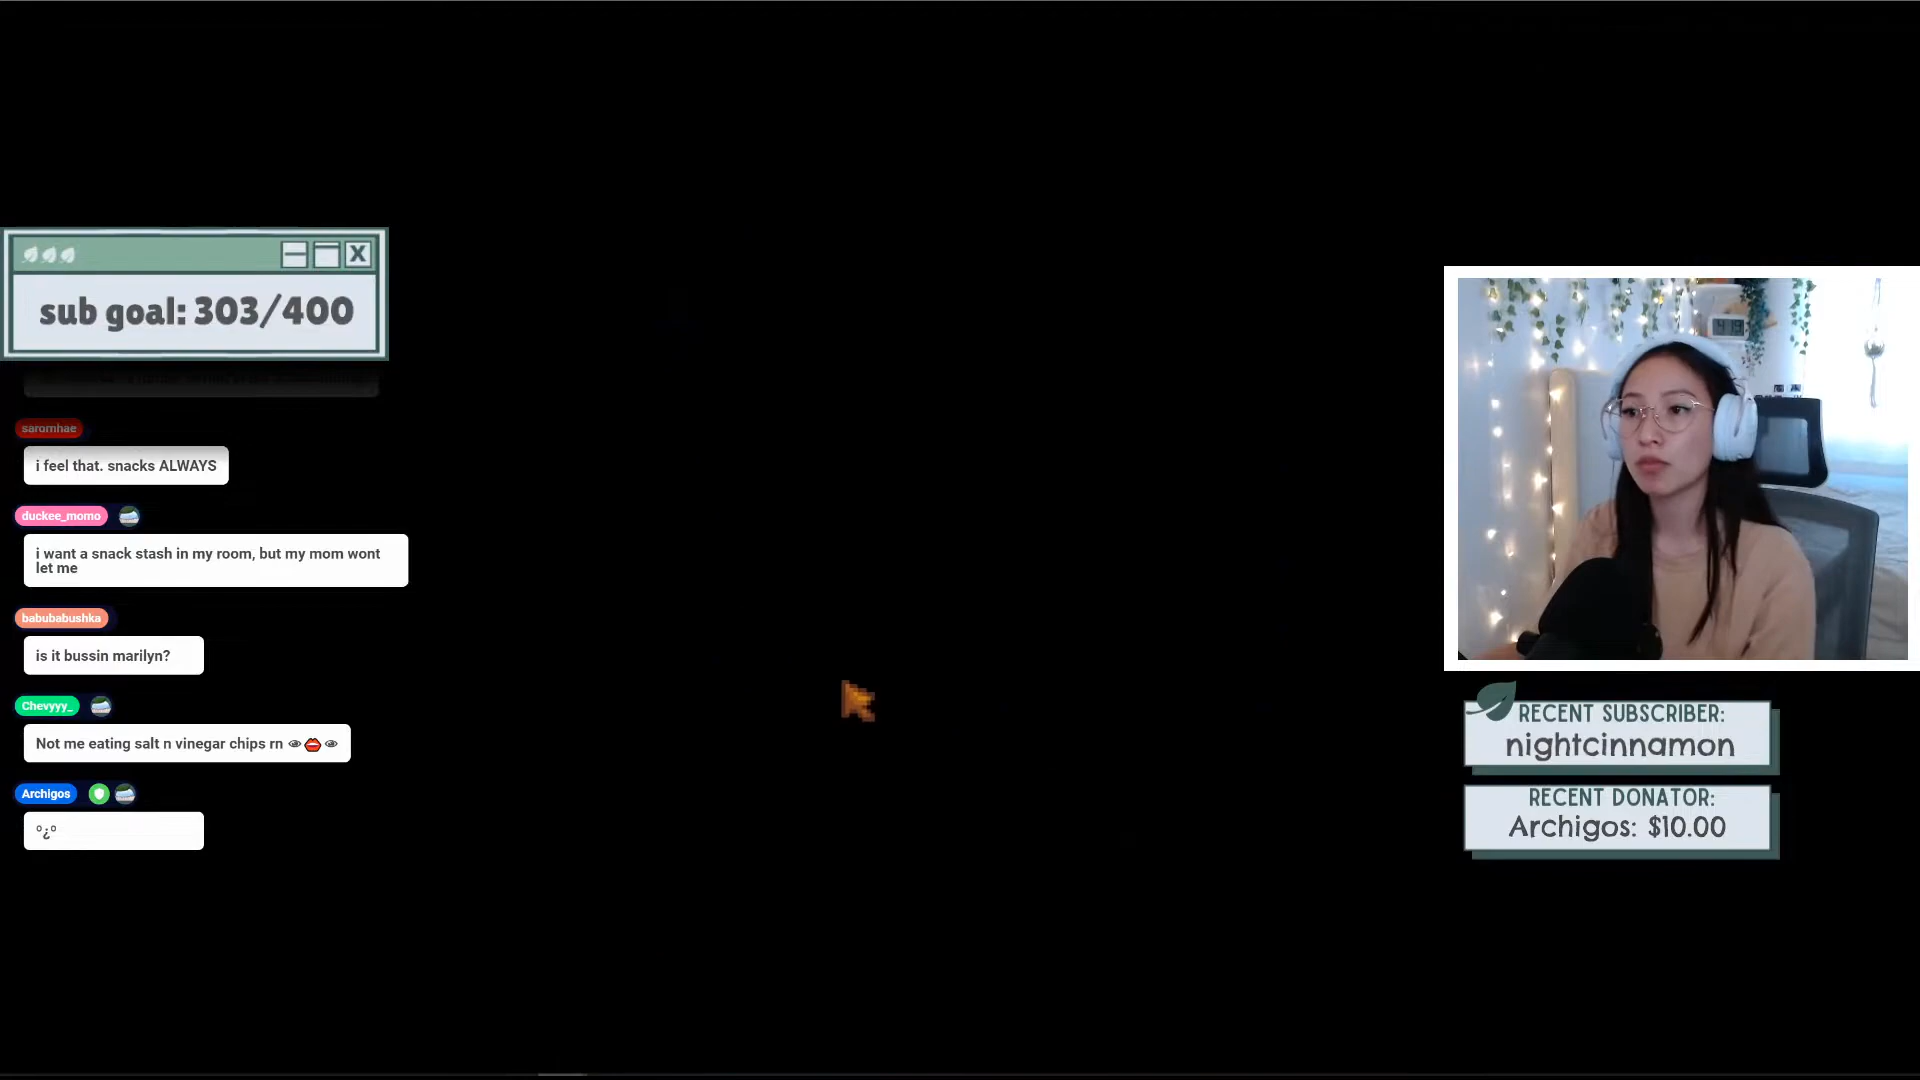 sub goal: 303/400
saromhae
i feel that. snacks ALWAYS
duckee_momo
i want a snack stash in my room, but my mom wont
let me
babubabushka
is it bussin marilyn?
Chevyyy_
Not me eating salt n vinegar chips rn 👁👄👁
Archigos
º¿º
4:19
RECENT SUBSCRIBER:
nightcinnamon
RECENT DONATOR:
Archigos: $10.00